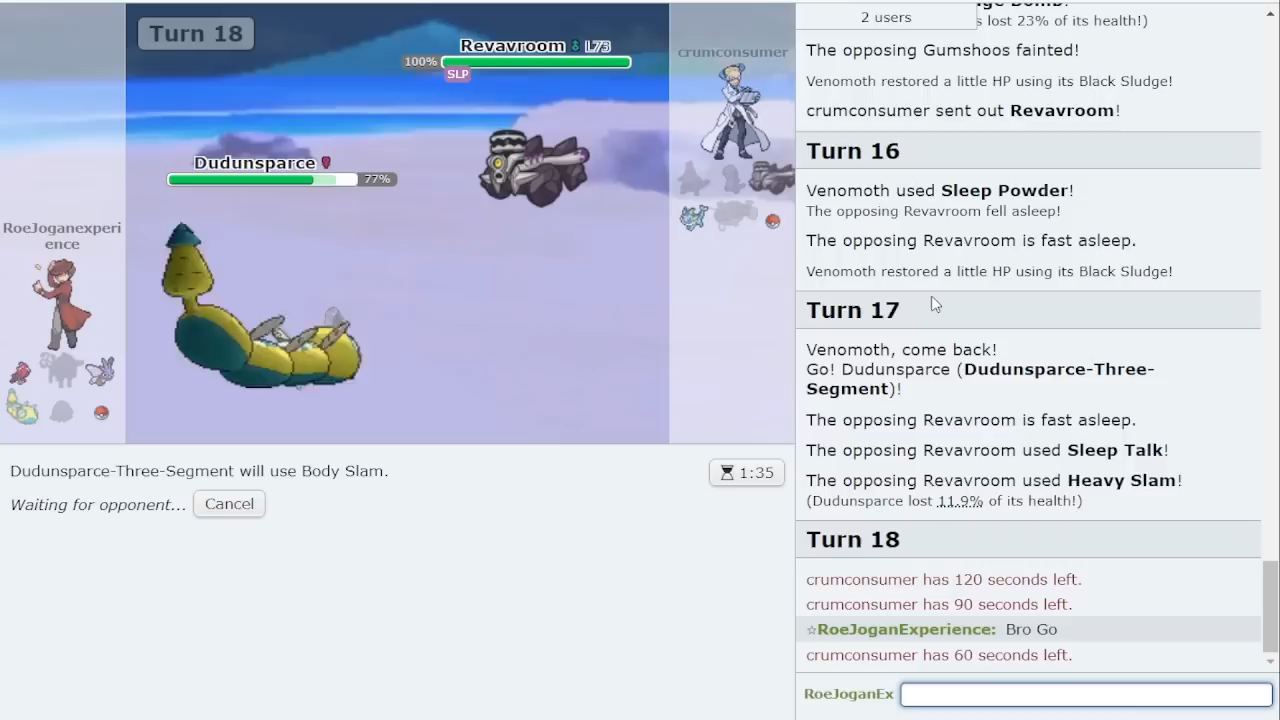 Turn 18
Revavroom L73
100%
SLP
Dudunsparce
77%
RoeJoganexperi
ence
crumconsumer
Dudunsparce-Three-Segment will use Body Slam.
1:35
Waiting for opponent... Cancel
2 users
s lost 23% of its health!)
The opposing Gumshoos fainted!
Venomoth restored a little HP using its Black Sludge!
crumconsumer sent out Revavroom!
Turn 16
Venomoth used Sleep Powder!
The opposing Revavroom fell asleep!
The opposing Revavroom is fast asleep.
Venomoth restored a little HP using its Black Sludge!
Turn 17
Venomoth, come back!
Go! Dudunsparce (Dudunsparce-Three-
Segment)!
The opposing Revavroom is fast asleep.
The opposing Revavroom used Sleep Talk!
The opposing Revavroom used Heavy Slam!
(Dudunsparce lost 11.9% of its health!)
Turn 18
crumconsumer has 120 seconds left.
crumconsumer has 90 seconds left.
☆RoeJoganExperience: Bro Go
crumconsumer has 60 seconds left.
RoeJoganEx